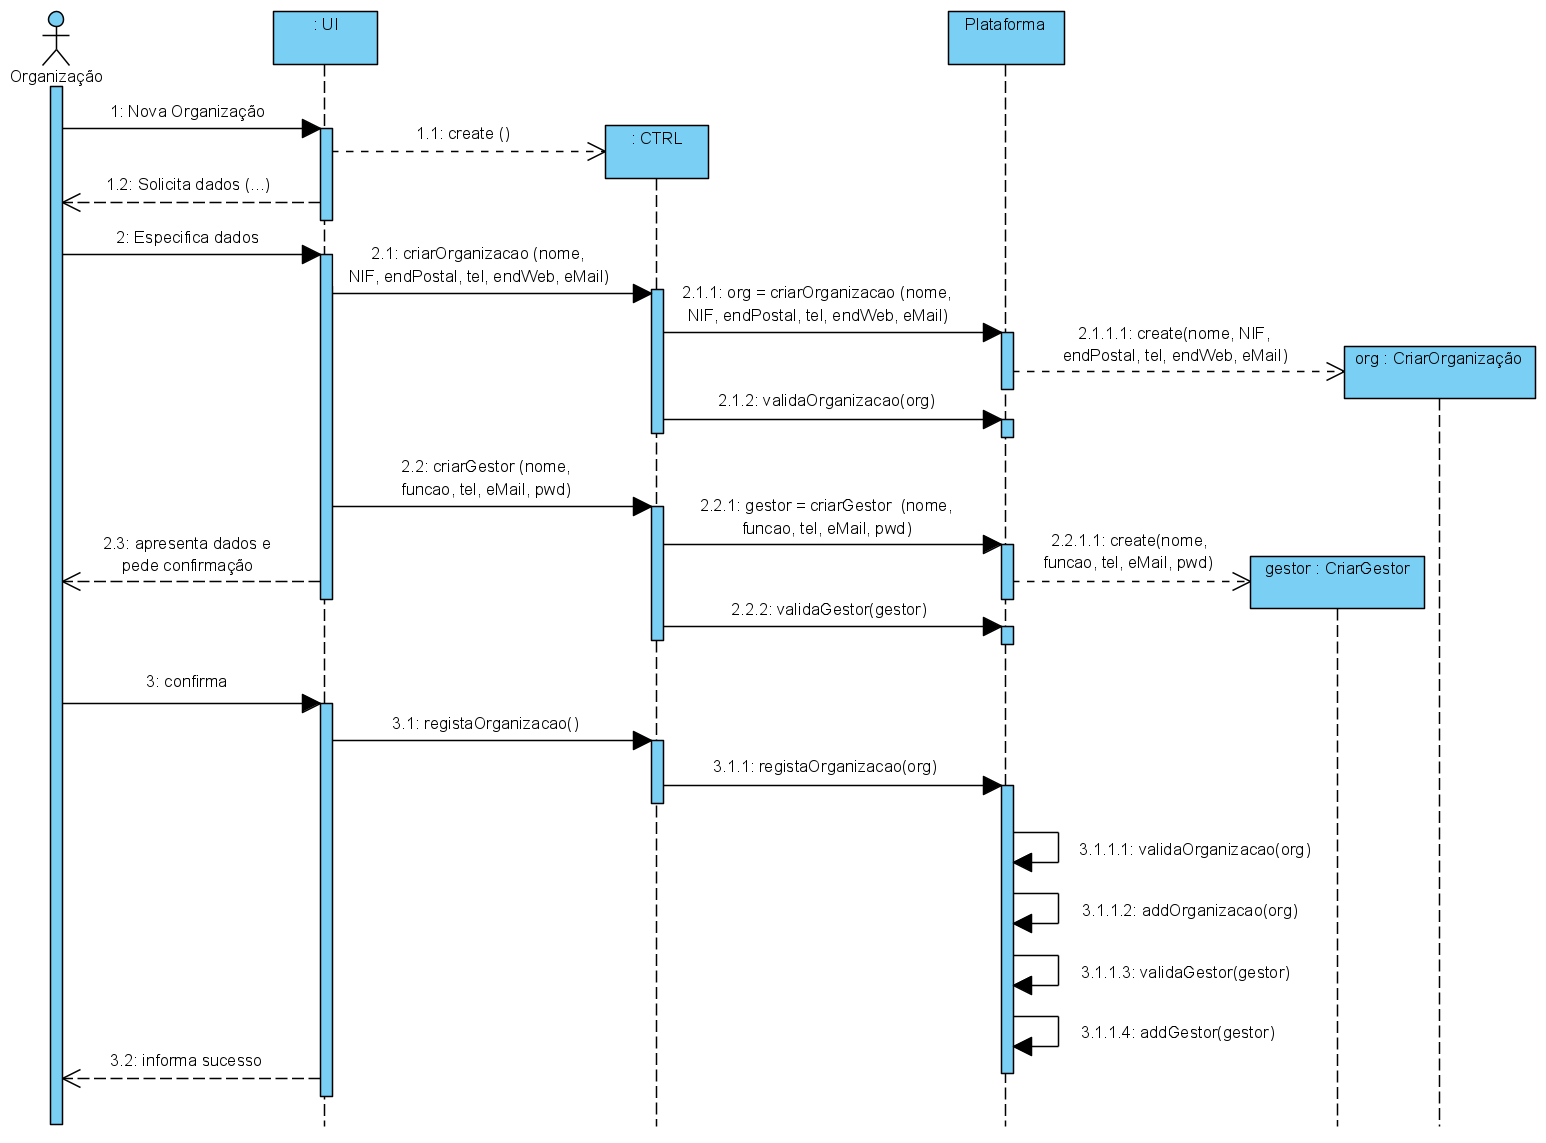 : UI
Plataforma
Organização
1: Nova Organização
1.1: create ()
: CTRL
1.2: Solicita dados (...)
2: Especifica dados
2.1: criarOrganizacao (nome,
NIF, endPostal, tel, endWeb, eMail)
2.1.1: org = criarOrganizacao (nome,
NIF, endPostal, tel, endWeb, eMail)
2.1.1.1: create(nome, NIF,
endPostal, tel, endWeb, eMail)
org : CriarOrganização
2.1.2: validaOrganizacao(org)
2.2: criarGestor (nome,
funcao, tel, eMail, pwd)
2.2.1: gestor = criarGestor  (nome,
funcao, tel, eMail, pwd)
2.3: apresenta dados e
pede confirmação
2.2.1.1: create(nome,
funcao, tel, eMail, pwd)
gestor : CriarGestor
2.2.2: validaGestor(gestor)
3: confirma
3.1: registaOrganizacao()
3.1.1: registaOrganizacao(org)
3.1.1.1: validaOrganizacao(org)
3.1.1.2: addOrganizacao(org)
3.1.1.3: validaGestor(gestor)
3.1.1.4: addGestor(gestor)
3.2: informa sucesso